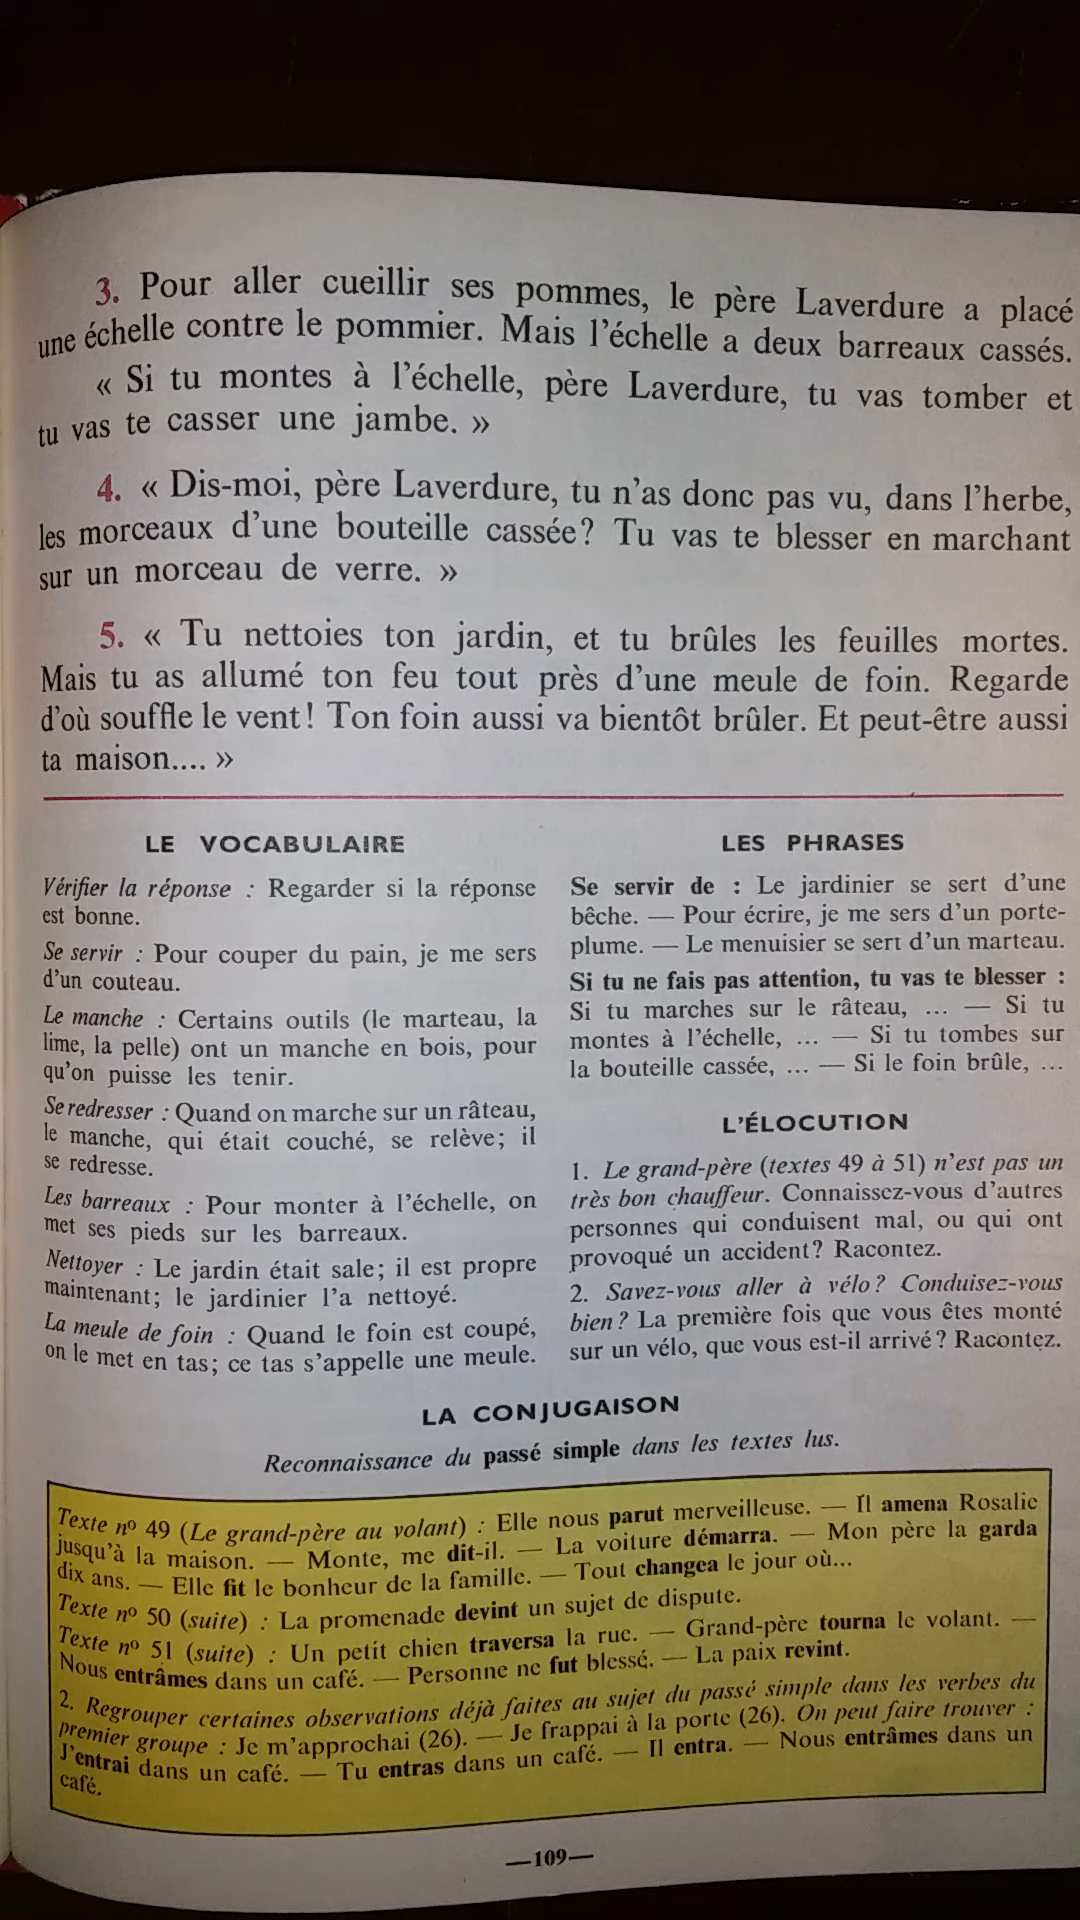 3. Pour aller cueillir ses pommes, le père Laverdure a placé
une échelle contre le pommier. Mais l'échelle a deux barreaux cassés.
« Si tu montes à l'échelle, père Laverdure, tu vas tomber et
tu vas te casser une jambe. »
4. « Dis-moi, père Laverdure, tu n'as donc pas vu, dans l'herbe,
les morceaux d'une bouteille cassée? Tu vas te blesser en marchant
sur un morceau de verre. »
5. « Tu nettoies ton jardin, et tu brûles les feuilles mortes.
Mais tu as allumé ton feu tout près d'une meule de foin. Regarde
d'où souffle le vent! Ton foin aussi va bientôt brûler. Et peut-être aussi
ta maison.... »
LE VOCABULAIRE
Vérifier la réponse : Regarder si la réponse
est bonne.
Se servir : Pour couper du pain, je me sers
d'un couteau.
Le manche : Certains outils (le marteau, la
lime, la pelle) ont un manche en bois, pour
qu'on puisse les tenir.
Se redresser : Quand on marche sur un râteau,
le manche, qui était couché, se relève; il
se redresse.
Les barreaux : Pour monter à l'échelle, on
met ses pieds sur les barreaux.
Nettoyer : Le jardin était sale; il est propre
maintenant; le jardinier l'a nettoyé.
La meule de foin : Quand le foin est coupé,
on le met en tas; ce tas s'appelle une meule.
LES PHRASES
Se servir de : Le jardinier se sert d'une
bêche. — Pour écrire, je me sers d'un porte-
plume. — Le menuisier se sert d'un marteau.
Si tu ne fais pas attention, tu vas te blesser :
Si tu marches sur le râteau, ... — Si tu
montes à l'échelle, ... — Si tu tombes sur
la bouteille cassée, ... — Si le foin brûle, ...
L'ÉLOCUTION
1. Le grand-père (textes 49 à 51) n'est pas un
très bon chauffeur. Connaissez-vous d'autres
personnes qui conduisent mal, ou qui ont
provoqué un accident? Racontez.
2. Savez-vous aller à vélo? Conduisez-vous
bien? La première fois que vous êtes monté
sur un vélo, que vous est-il arrivé? Racontez.
LA CONJUGAISON
Reconnaissance du passé simple dans les textes lus.
Texte nº 49 (Le grand-père au volant) : Elle nous parut merveilleuse. — Il amena Rosalie
jusqu'à la maison. — Monte, me dit-il. — La voiture démarra. — Mon père la garda
dix ans. — Elle fit le bonheur de la famille. — Tout changea le jour où...
Texte nº 50 (suite) : La promenade devint un sujet de dispute.
Texte nº 51 (suite) : Un petit chien traversa la rue. — Grand-père tourna le volant. —
Nous entrâmes dans un café. — Personne ne fut blessé. — La paix revint.
2. Regrouper certaines observations déjà faites au sujet du passé simple dans les verbes du
premier groupe : Je m'approchai (26). — Je frappai à la porte (26). On peut faire trouver :
J'entrai dans un café. — Tu entras dans un café. — Il entra. — Nous entrâmes dans un
café.
—109—